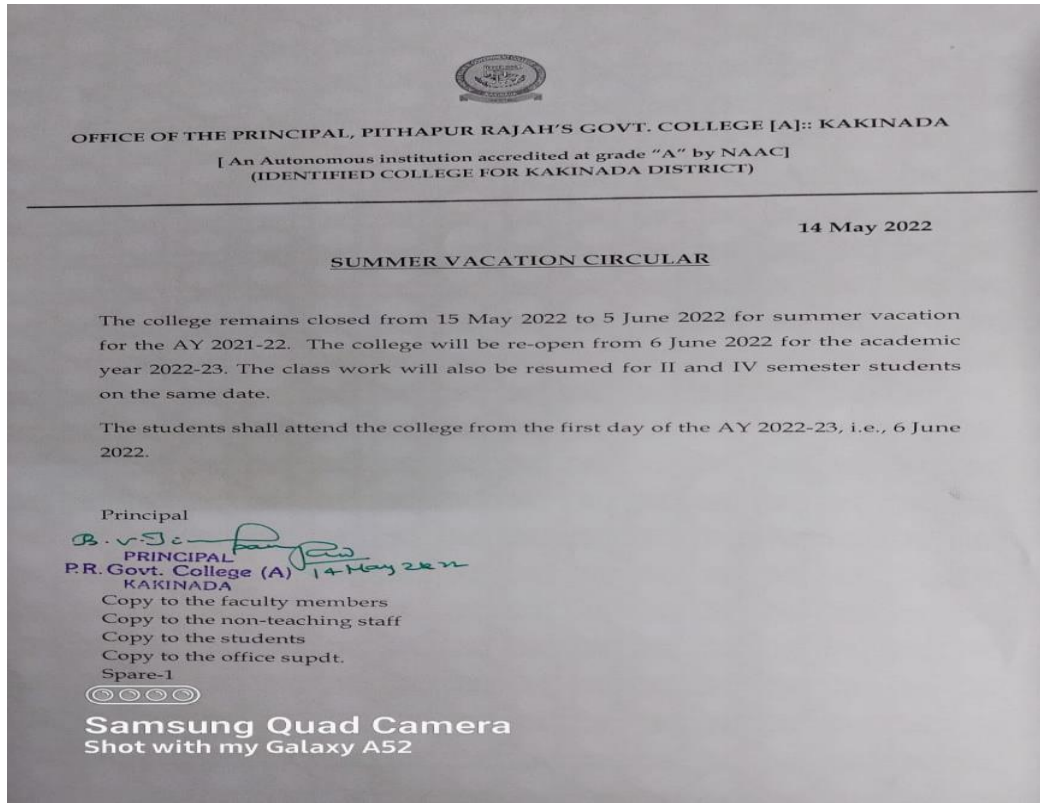 OFFICE OF THE PRINCIPAL, PITHAPUR RAJAH'S GOVT. COLLEGE [A]:: KAKINADA
[ An Autonomous institution accredited at grade "A" by NAAC]
(IDENTIFIED COLLEGE FOR KAKINADA DISTRICT)
14 May 2022
SUMMER VACATION CIRCULAR
The college remains closed from 15 May 2022 to 5 June 2022 for summer vacation
for the AY 2021-22. The college will be re-open from 6 June 2022 for the academic
year 2022-23. The class work will also be resumed for II and IV semester students
on the same date.
The students shall attend the college from the first day of the AY 2022-23, i.e., 6 June
2022.
Principal
B. V.
PRINCIPAL
P.R. Govt. College (A)
14 May 2022
KAKINADA
Copy to the faculty members
Copy to the non-teaching staff
Copy to the students
Copy to the office supdt.
Spare-1
Samsung Quad Camera
Shot with my Galaxy A52